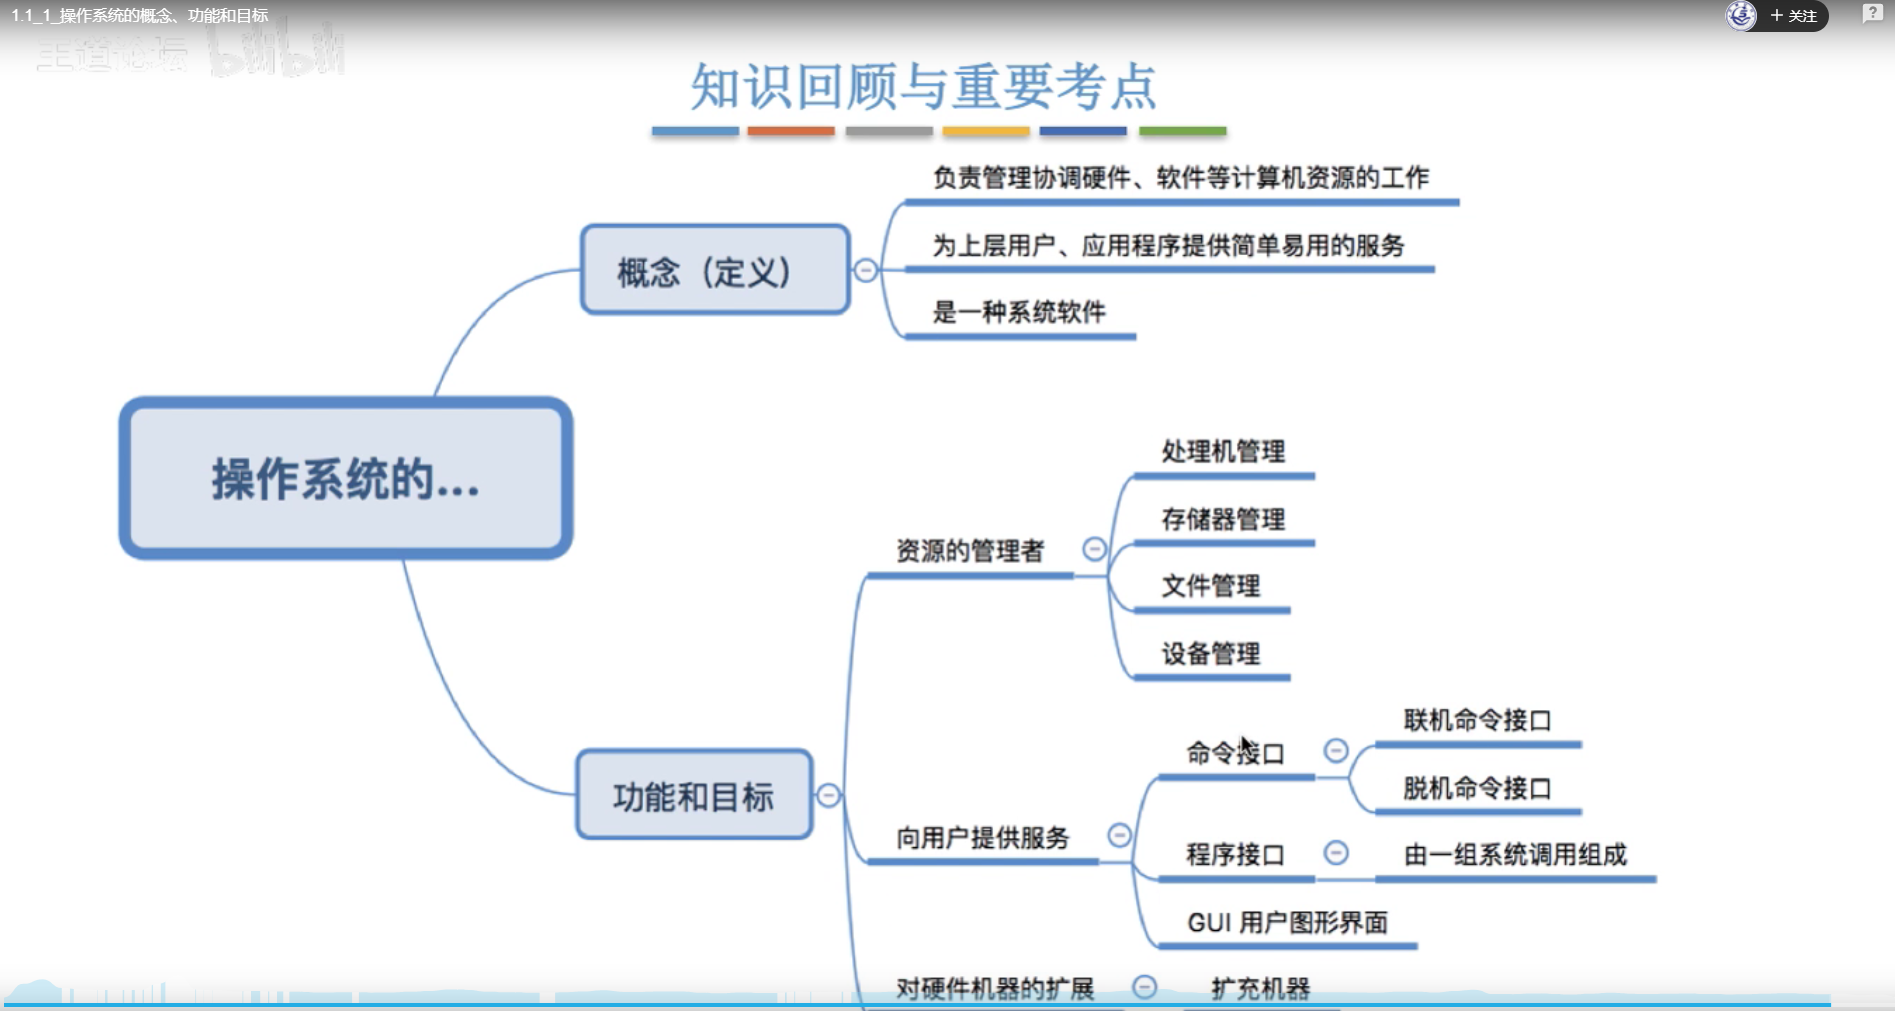 1.1_1_操作系统的概念、功能和目标
+ 关注
王道论坛 bilibili
知识回顾与重要考点
负责管理协调硬件、软件等计算机资源的工作
为上层用户、应用程序提供简单易用的服务
概念（定义）
是一种系统软件
操作系统的...
处理机管理
存储器管理
资源的管理者
文件管理
设备管理
联机命令接口
命令接口
脱机命令接口
功能和目标
向用户提供服务
程序接口
由一组系统调用组成
GUI 用户图形界面
对硬件机器的扩展
扩充机器